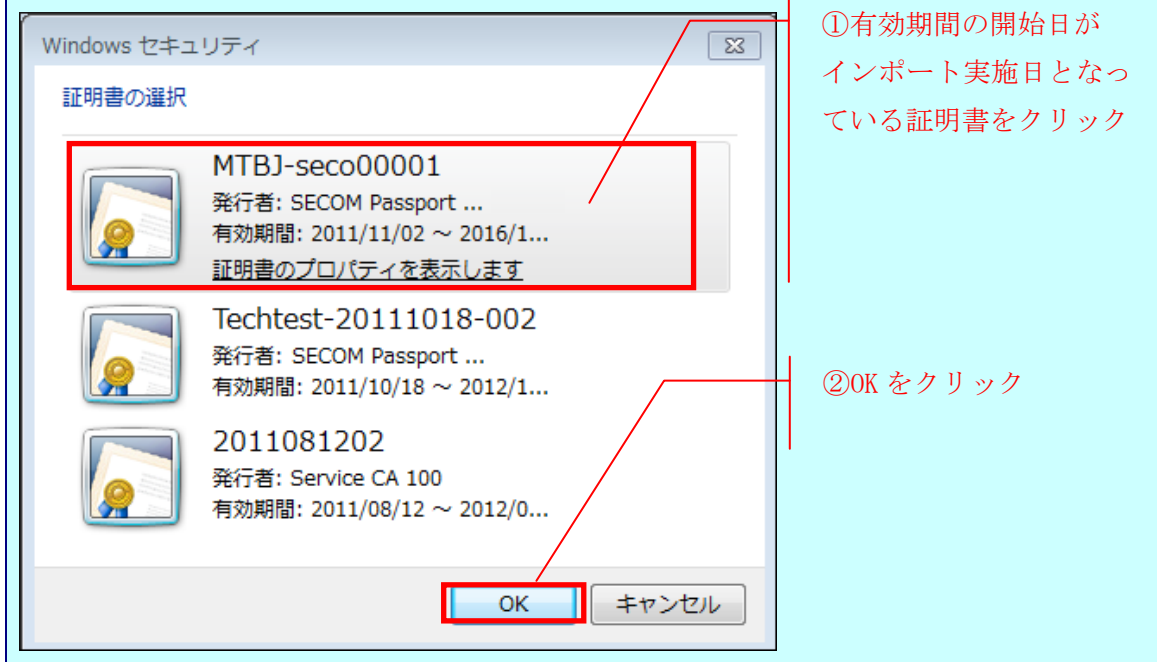 Windows セキュリティ
証明書の選択
MTBJ-seco00001
発行者: SECOM Passport ...
有効期間: 2011/11/02 ～ 2016/1...
証明書のプロパティを表示します
Techtest-20111018-002
発行者: SECOM Passport ...
有効期間: 2011/10/18 ～ 2012/1...
2011081202
発行者: Service CA 100
有効期間: 2011/08/12 ～ 2012/0...
OK
キャンセル
①有効期間の開始日が
インポート実施日となっ
ている証明書をクリック
②OK をクリック